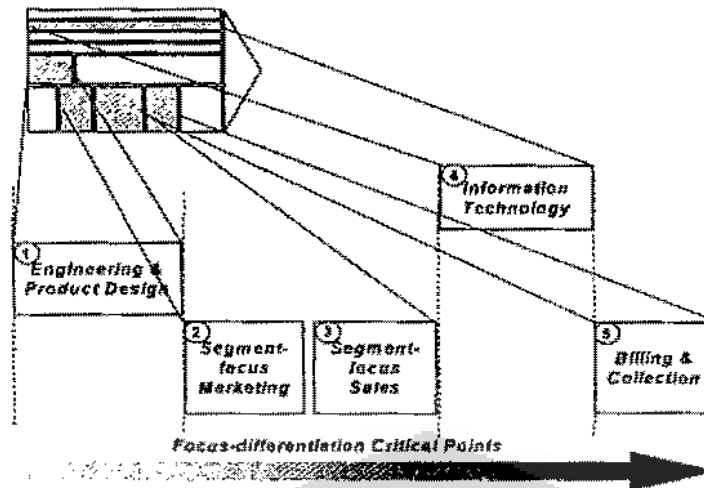 4
Information
Technology
1
Engineering &
Product Design
2
Segment-
focus
Marketing
3
Segment-
focus
Sales
5
Billing &
Collection
Focus-differentiation Critical Points